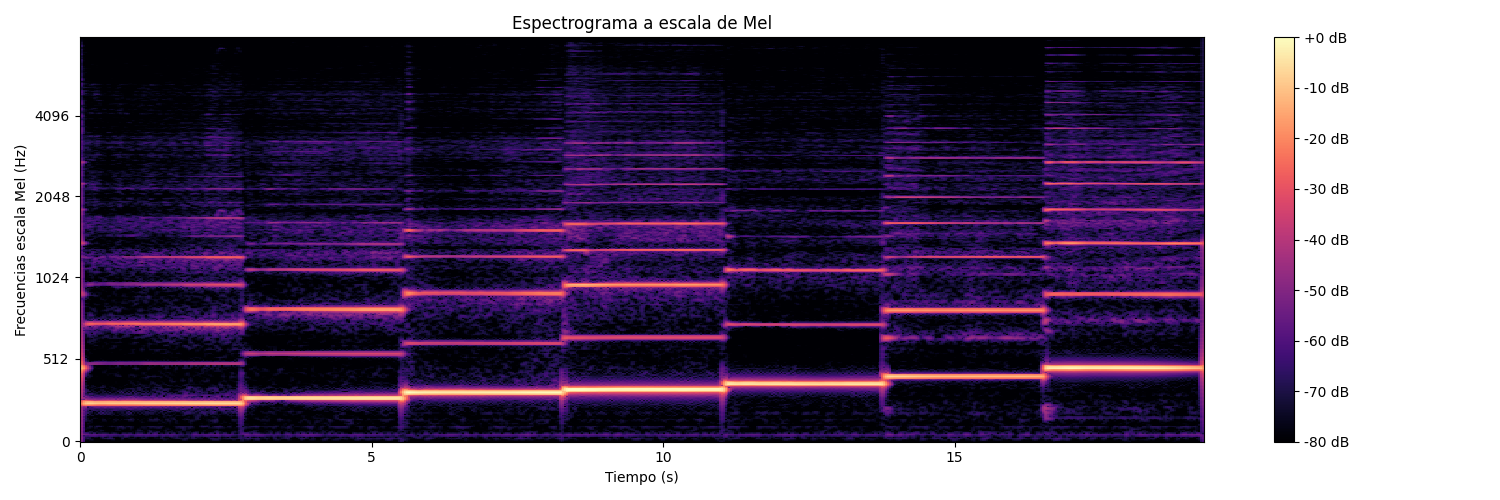 Espectrograma a escala de Mel
Frecuencias escala Mel (Hz)
4096
2048
1024
512
0
0
5
10
15
Tiempo (s)
+0 dB
-10 dB
-20 dB
-30 dB
-40 dB
-50 dB
-60 dB
-70 dB
-80 dB